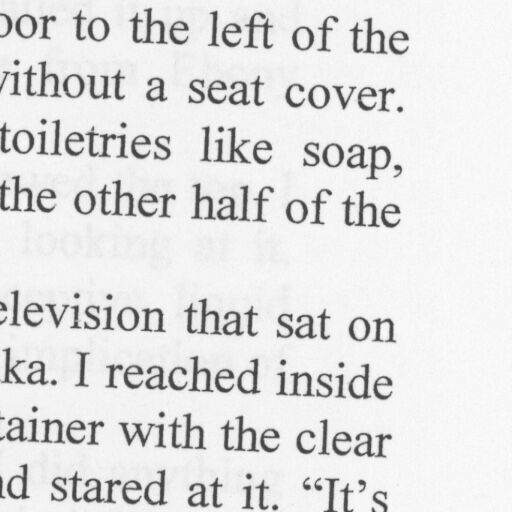 oor to the left of the
without a seat cover.
toiletries like soap,
the other half of the
elevision that sat on
ka. I reached inside
tainer with the clear
nd stared at it. “It’s